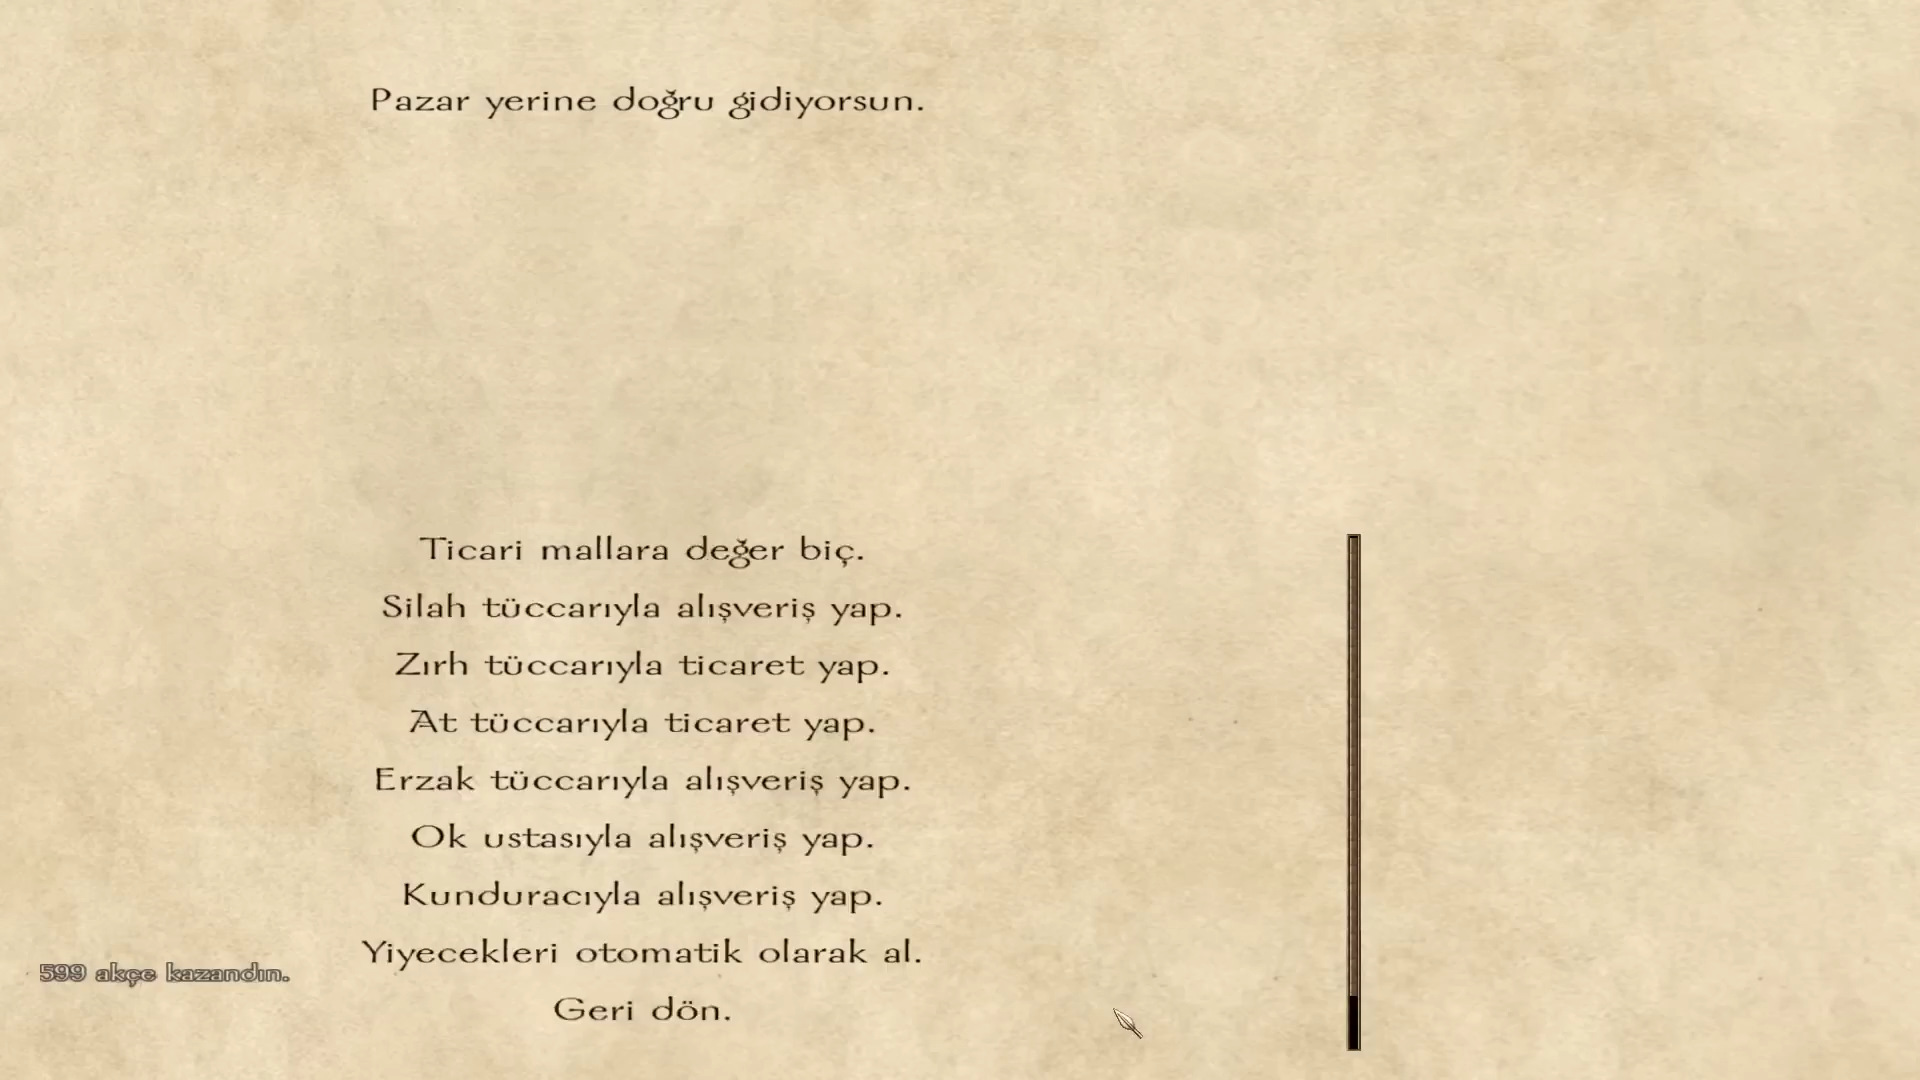 Pazar yerine doğru gidiyorsun.
Ticari mallara değer biç.
Silah tüccarıyla alışveriş yap.
Zırh tüccarıyla ticaret yap.
At tüccarıyla ticaret yap.
Erzak tüccarıyla alışveriş yap.
Ok ustasıyla alışveriş yap.
Kunduracıyla alışveriş yap.
Yiyecekleri otomatik olarak al.
599 akçe kazandın.
Geri dön.